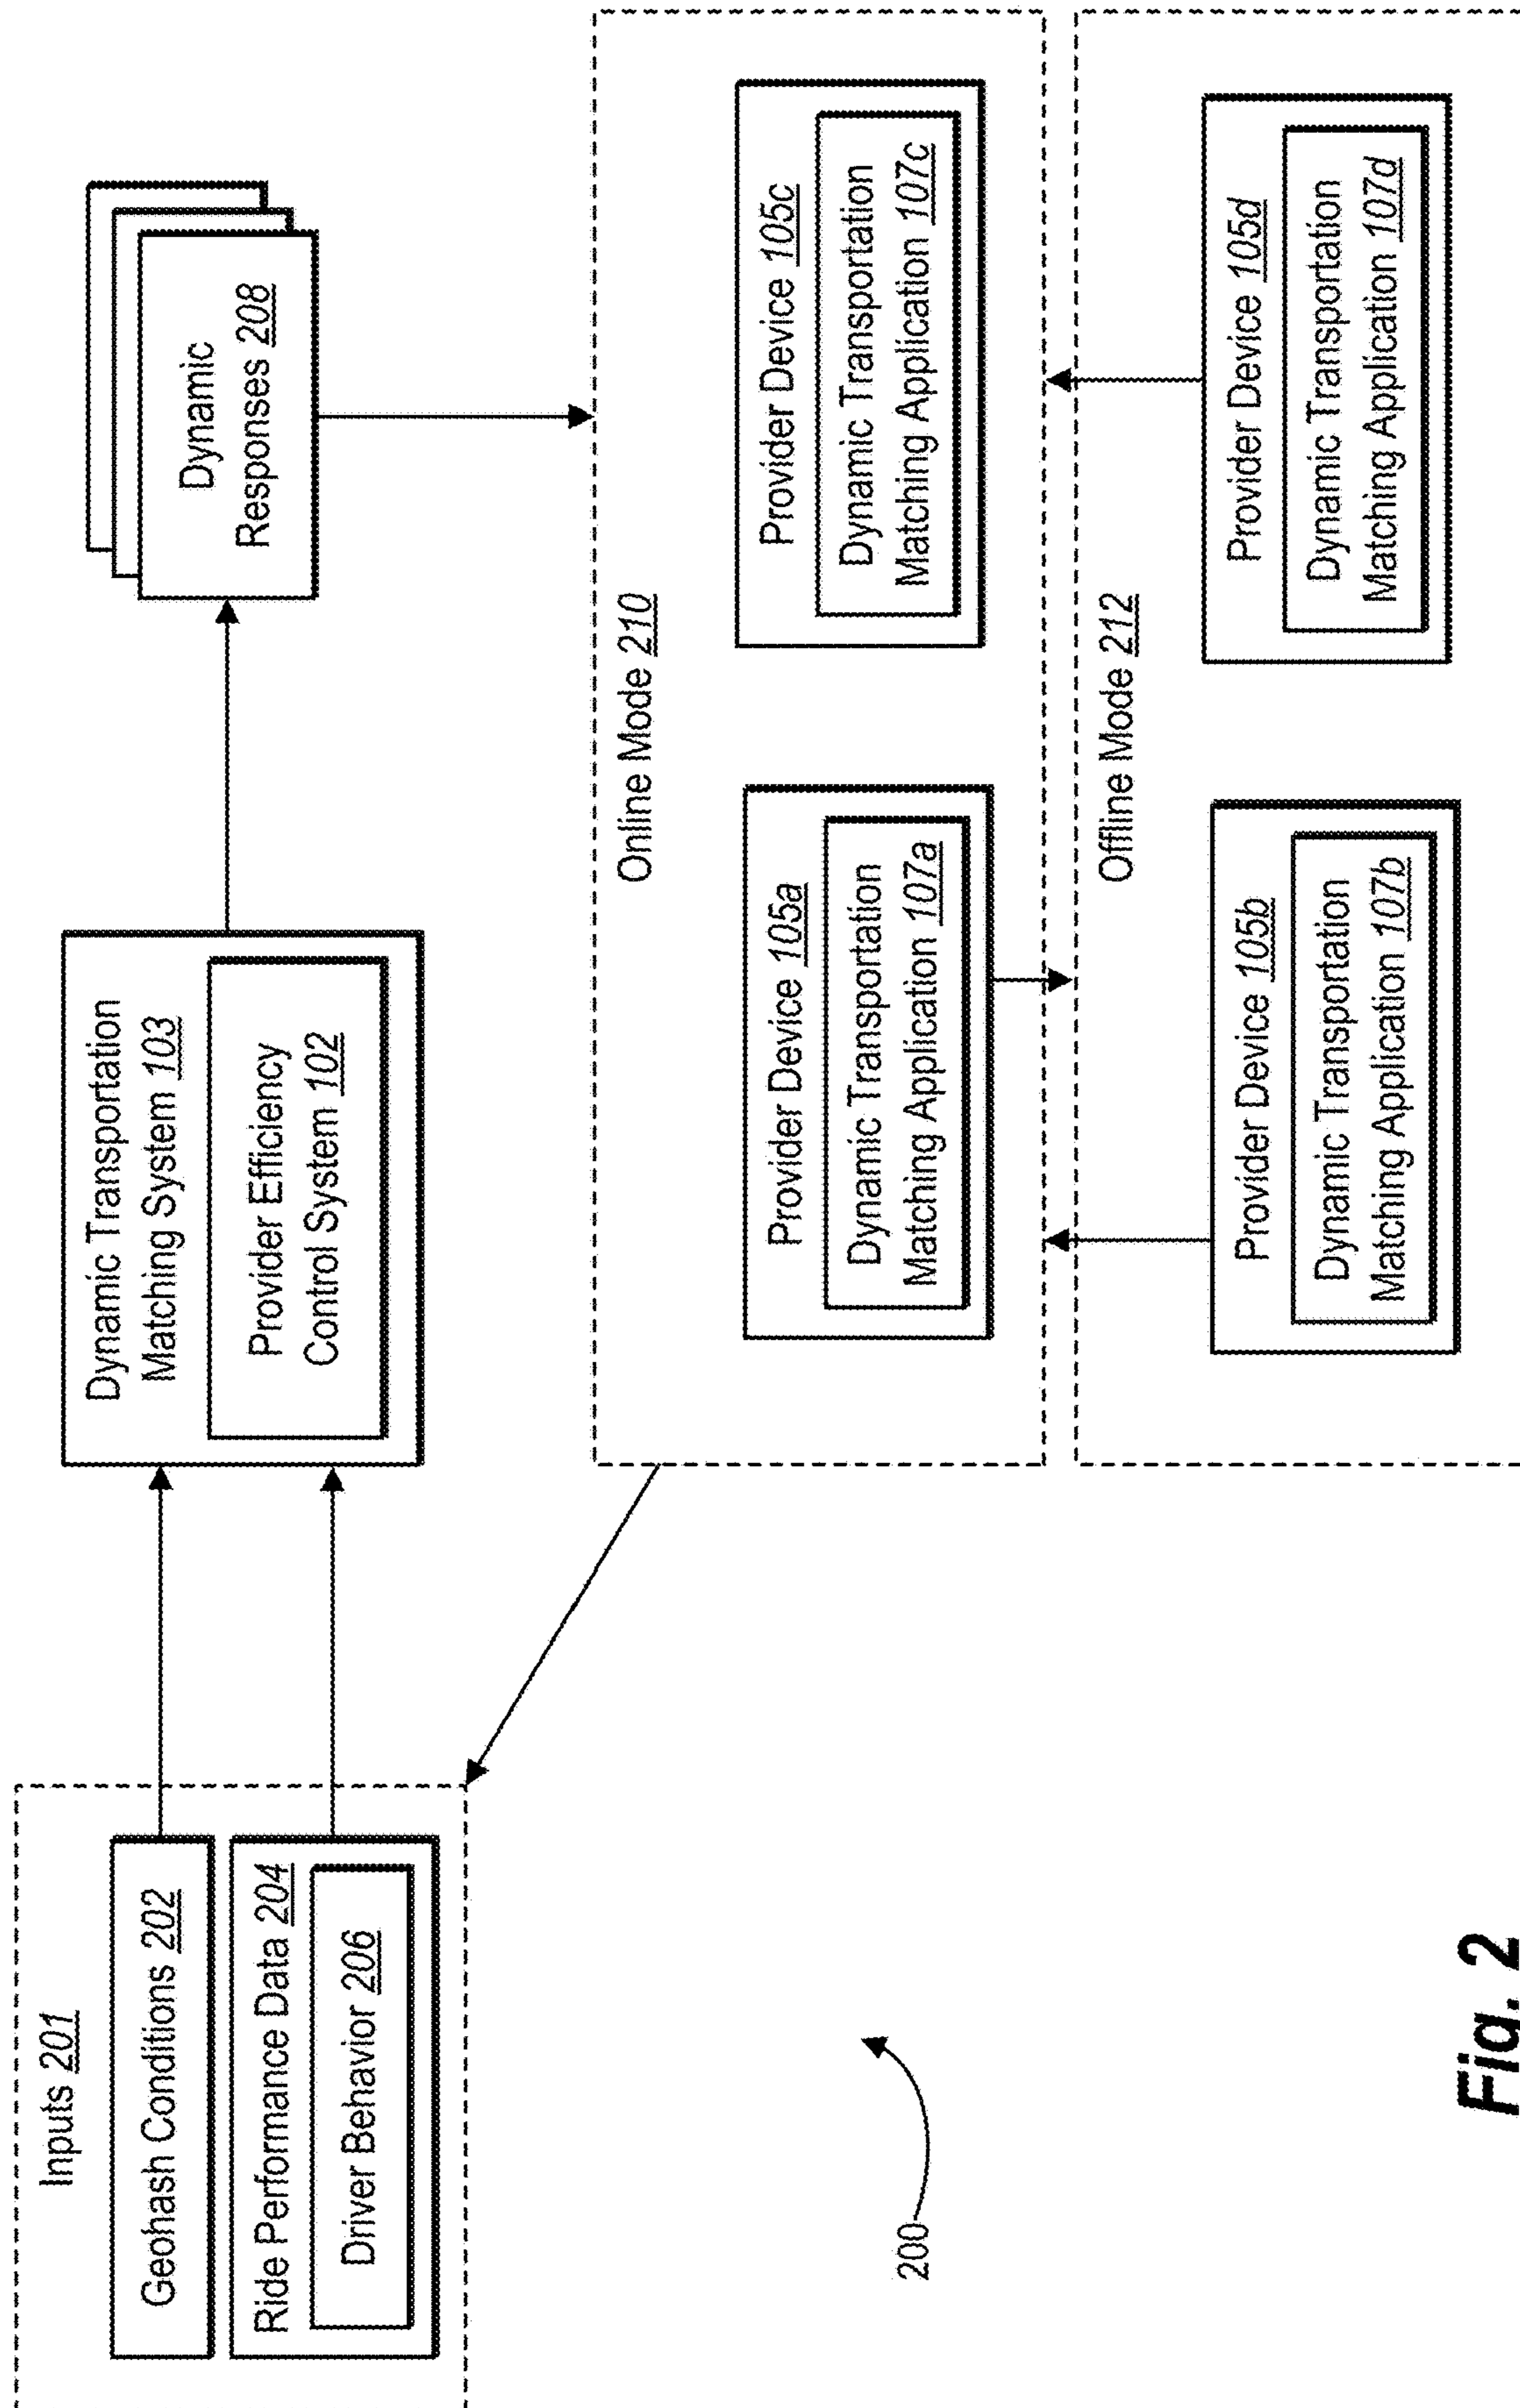 Inputs 201
Geohash Conditions 202
Ride Performance Data 204
Driver Behavior 206
Dynamic Transportation
Matching System 103
Provider Efficiency
Control System 102
Dynamic
Responses 208
Online Mode 210
Provider Device 105a
Dynamic Transportation
Matching Application 107a
Provider Device 105c
Dynamic Transportation
Matching Application 107c
Offline Mode 212
Provider Device 105b
Dynamic Transportation
Matching Application 107b
Provider Device 105d
Dynamic Transportation
Matching Application 107d
200
Fig. 2